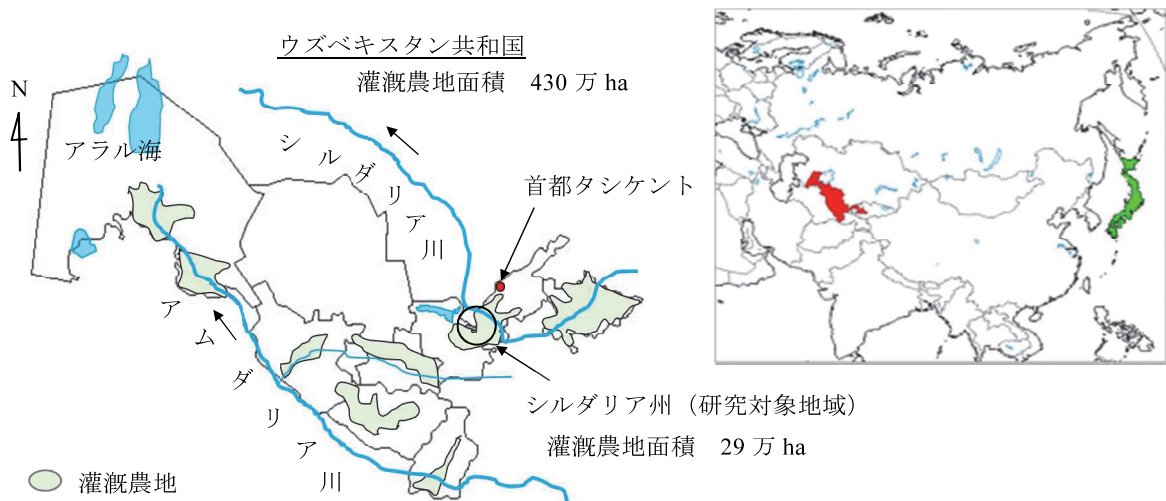 ウズベキスタン共和国
灌漑農地面積 430 万 ha
N
アラル海
シルダリア川
首都タシケント
アムダリア川
シルダリア州（研究対象地域）
灌漑農地面積 29 万 ha
灌漑農地